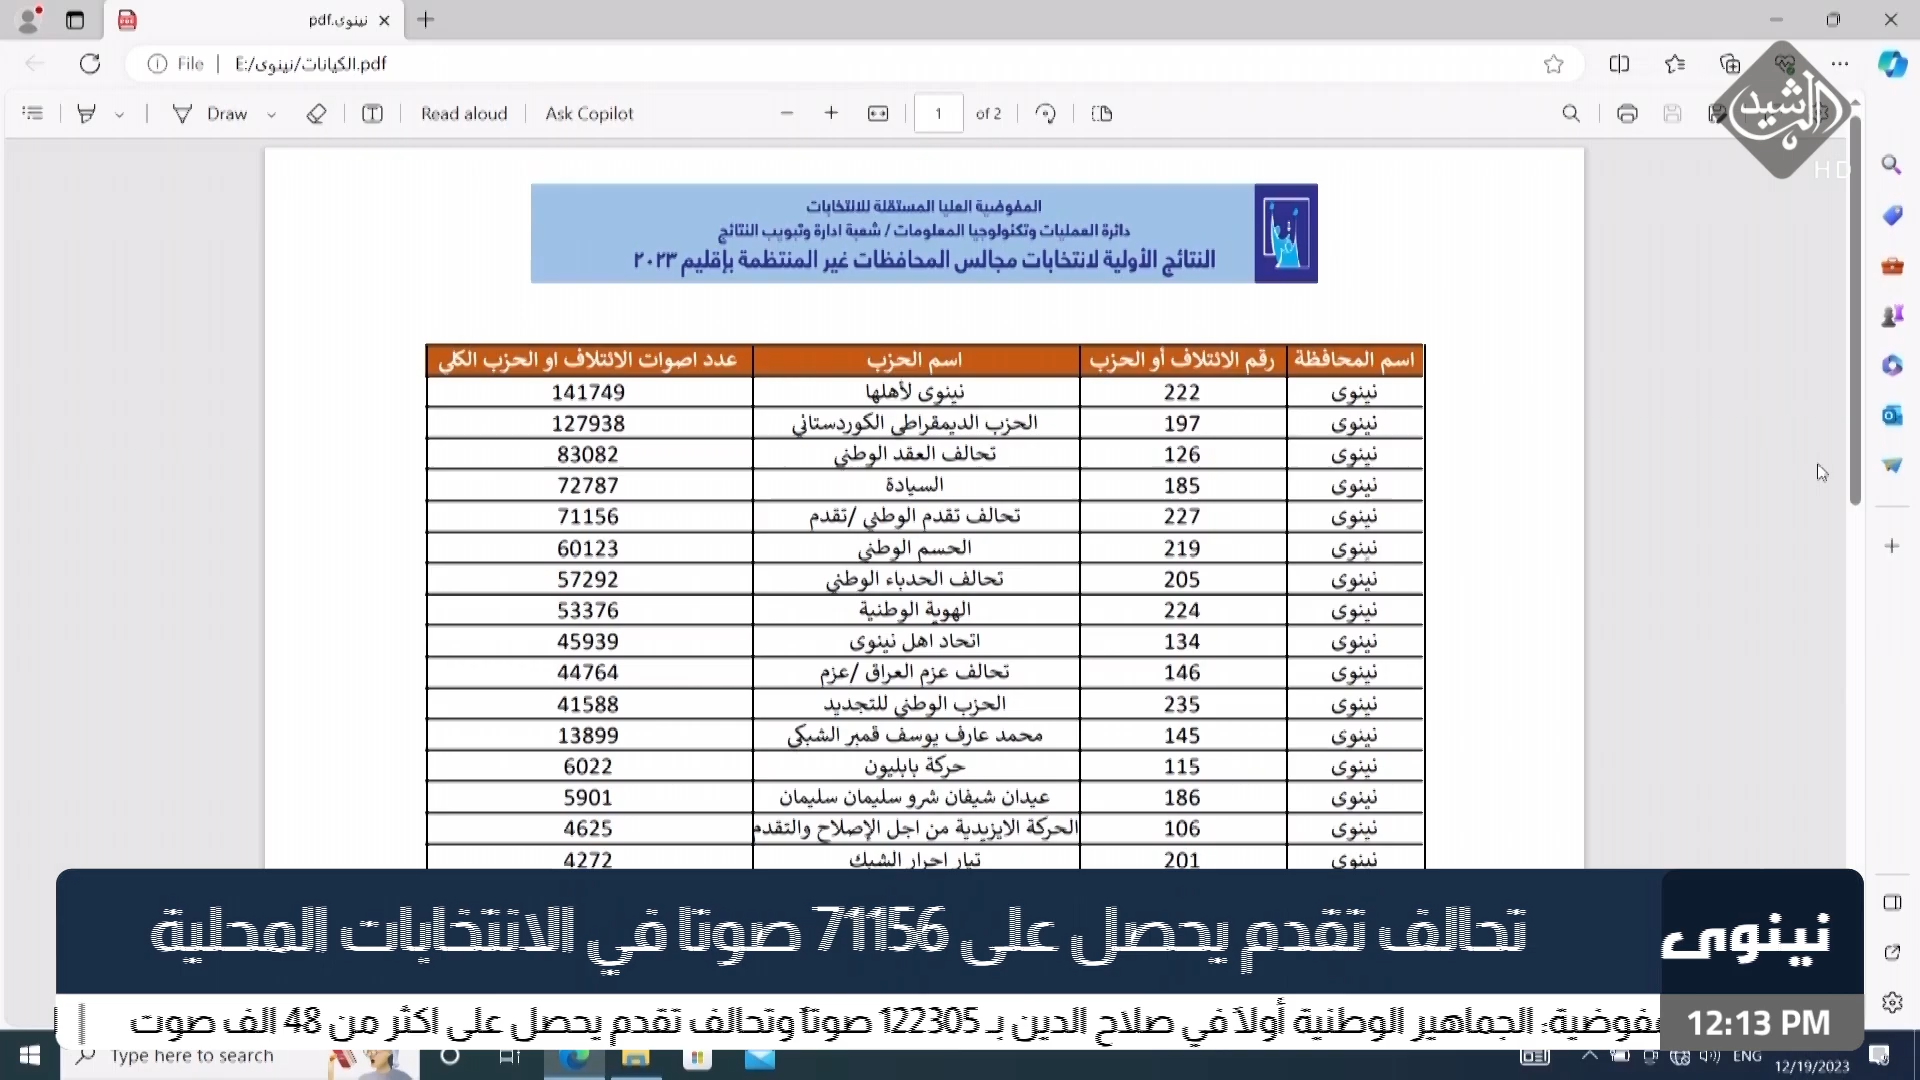 نينوى.pdf
File
E:/الكيانات/نينوى.pdf
Draw
Read aloud
Ask Copilot
1 of 2
الرشيد
HD
المفوضية العليا المستقلة للانتخابات
دائرة العمليات وتكنولوجيا المعلومات / شعبة ادارة وتبويب النتائج
النتائج الأولية لانتخابات مجالس المحافظات غير المنتظمة بإقليم ٢٠٢٣
اسم المحافظة رقم الائتلاف أو الحزب اسم الحزب عدد اصوات الائتلاف او الحزب الكلي
نينوى 222 نينوى لأهلها 141749
نينوى 197 الحزب الديمقراطي الكوردستاني 127938
نينوى 126 تحالف العقد الوطني 83082
نينوى 185 السيادة 72787
نينوى 227 تحالف تقدم الوطني /تقدم 71156
نينوى 219 الحسم الوطني 60123
نينوى 205 تحالف الحدباء الوطني 57292
نينوى 224 الهوية الوطنية 53376
نينوى 134 اتحاد اهل نينوى 45939
نينوى 146 تحالف عزم العراق /عزم 44764
نينوى 235 الحزب الوطني للتجديد 41588
نينوى 145 محمد عارف يوسف قمبر الشبكي 13899
نينوى 115 حركة بابليون 6022
نينوى 186 عيدان شيفان شرو سليمان سليمان 5901
نينوى 106 الحركة الايزيدية من اجل الإصلاح والتقدم 4625
نينوى 201 تيار احرار الشبك 4272
نينوى
تحالف تقدم يحصل على 71156 صوتا في الانتخابات المحلية
12:13 PM
مفوضية: الجماهير الوطنية أولاً في صلاح الدين بـ 122305 صوتاً وتحالف تقدم يحصل على اكثر من 48 الف صوت
Type here to search
ENG
12/19/2023